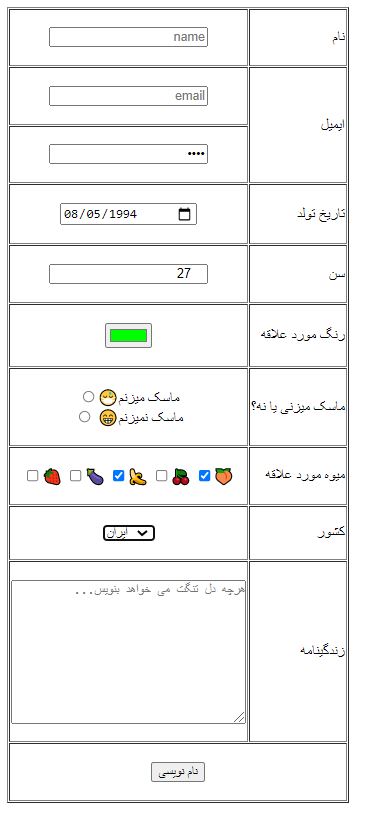 نام
name
ایمیل
email
••••
تاریخ تولد
08/05/1994
سن
27
رنگ مورد علاقه
ماسک میزنی یا نه؟
ماسک میزنم
ماسک نمیزنم
میوه مورد علاقه
کشور
ایران
زندگینامه
هرچه دل تنگت می خواهد بنویس...
نام نویسی